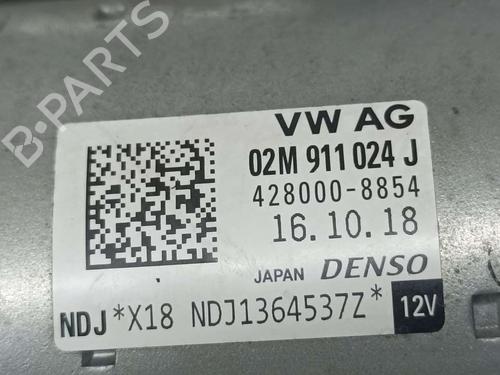 B-PARTS
VW AG
02M 911 024 J
428000-8854
16.10.18
JAPAN DENSO
NDJ *X18 NDJ1364537Z* 12V